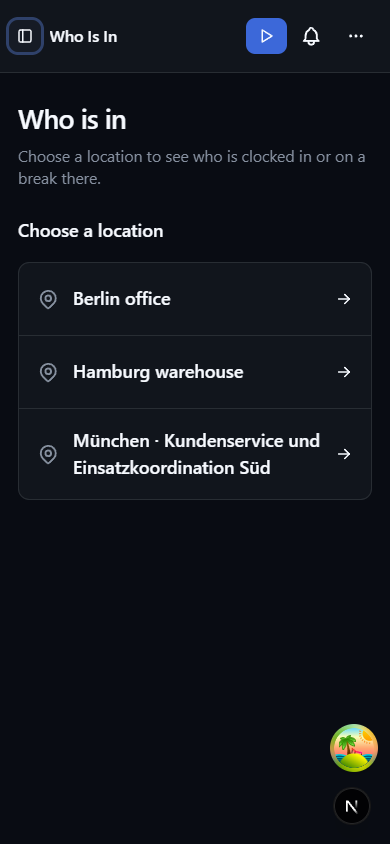 Who Is In
Who is in
Choose a location to see who is clocked in or on a
break there.
Choose a location
Berlin office
Hamburg warehouse
München · Kundenservice und
Einsatzkoordination Süd
N